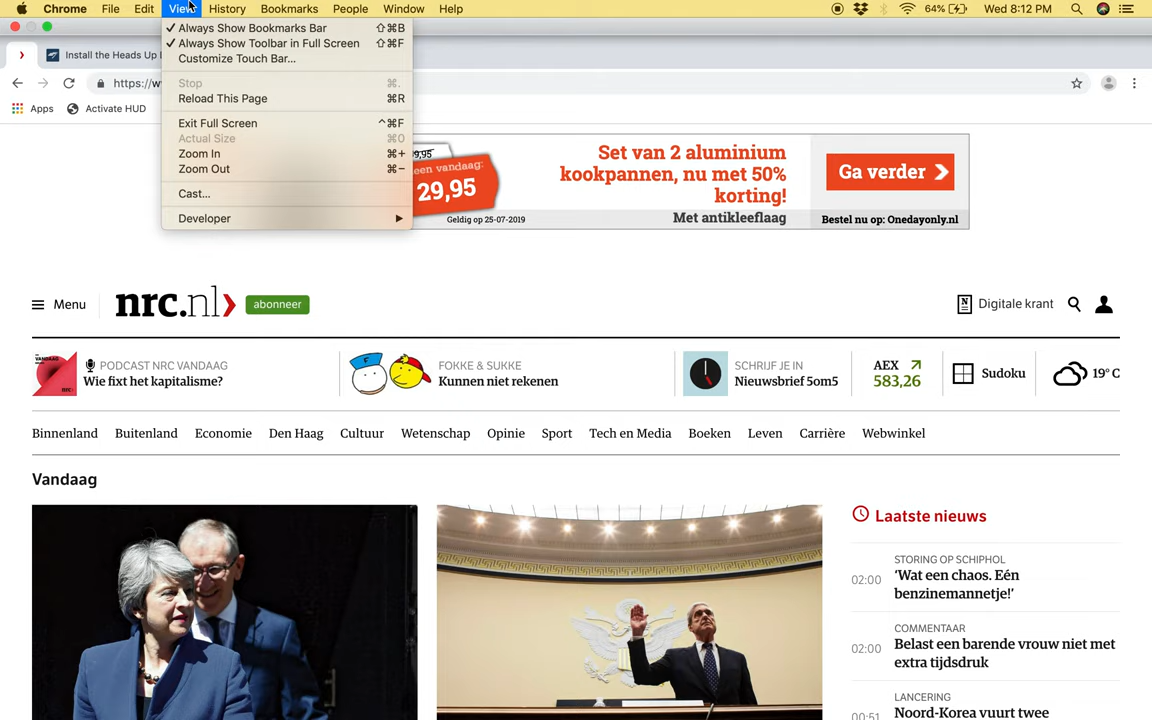 Chrome File Edit View History Bookmarks People Window Help 64% Wed 8:12 PM
✓ Always Show Bookmarks Bar ⇧⌘B
✓ Always Show Toolbar in Full Screen ⇧⌘F
Customize Touch Bar...
Stop ⌘.
Reload This Page ⌘R
Exit Full Screen ^⌘F
Actual Size ⌘0
Zoom In ⌘+
Zoom Out ⌘−
Cast...
Developer
Install the Heads Up
https://w
Apps Activate HUD
een vandaag:
29,95
Geldig op 25-07-2019
Set van 2 aluminium
kookpannen, nu met 50%
korting!
Met antikleeflaag
Ga verder
Bestel nu op: Onedayonly.nl
Menu nrc.nl abonneer Digitale krant
PODCAST NRC VANDAAG
Wie fixt het kapitalisme?
FOKKE & SUKKE
Kunnen niet rekenen
SCHRIJF JE IN
Nieuwsbrief 5om5
AEX
583,26
Sudoku
19° C
Binnenland Buitenland Economie Den Haag Cultuur Wetenschap Opinie Sport Tech en Media Boeken Leven Carrière Webwinkel
Vandaag
Laatste nieuws
STORING OP SCHIPHOL
02:00 'Wat een chaos. Eén
benzinemannetje!'
COMMENTAAR
02:00 Belast een barende vrouw niet met
extra tijdsdruk
LANCERING
00:51 Noord-Korea vuurt twee